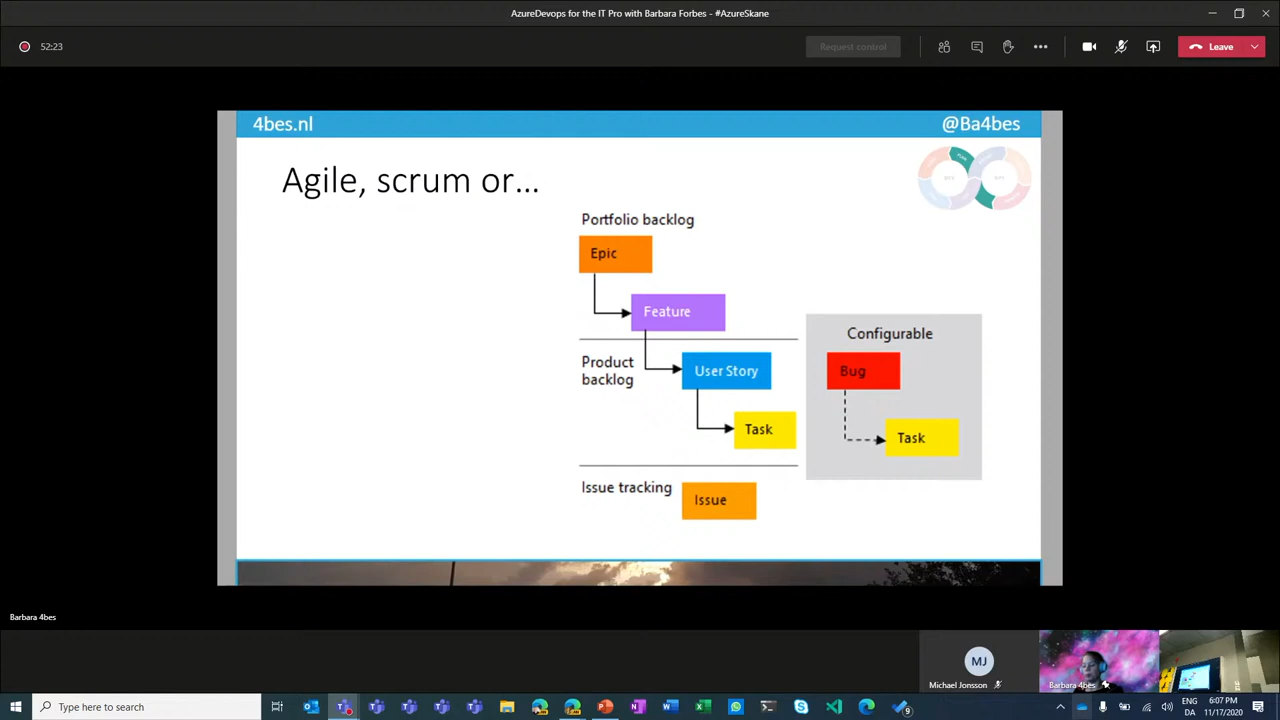 AzureDevops for the IT Pro with Barbara Forbes - #AzureSkane
52:23
Request control
Leave
4bes.nl
@Ba4bes
Agile, scrum or...
Portfolio backlog
Epic
Feature
Configurable
Product
backlog
User Story
Bug
Task
Task
Issue tracking
Issue
Barbara 4bes
MJ
Michael Jonsson
Barbara 4bes
Type here to search
9
6:07 PM
DA
11/17/2020